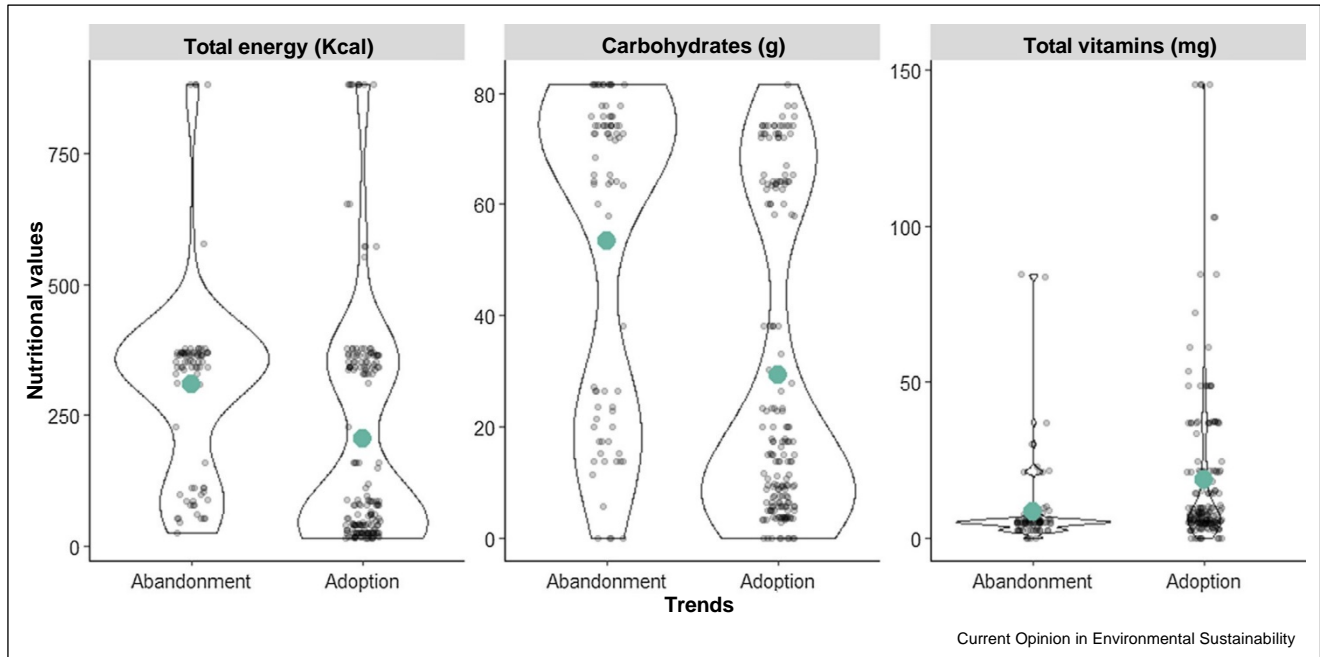 Total energy (Kcal)
Carbohydrates (g)
Total vitamins (mg)
Nutritional values
750
500
250
0
80
60
40
20
0
150
100
50
0
Abandonment
Adoption
Abandonment
Adoption
Abandonment
Adoption
Trends
Current Opinion in Environmental Sustainability